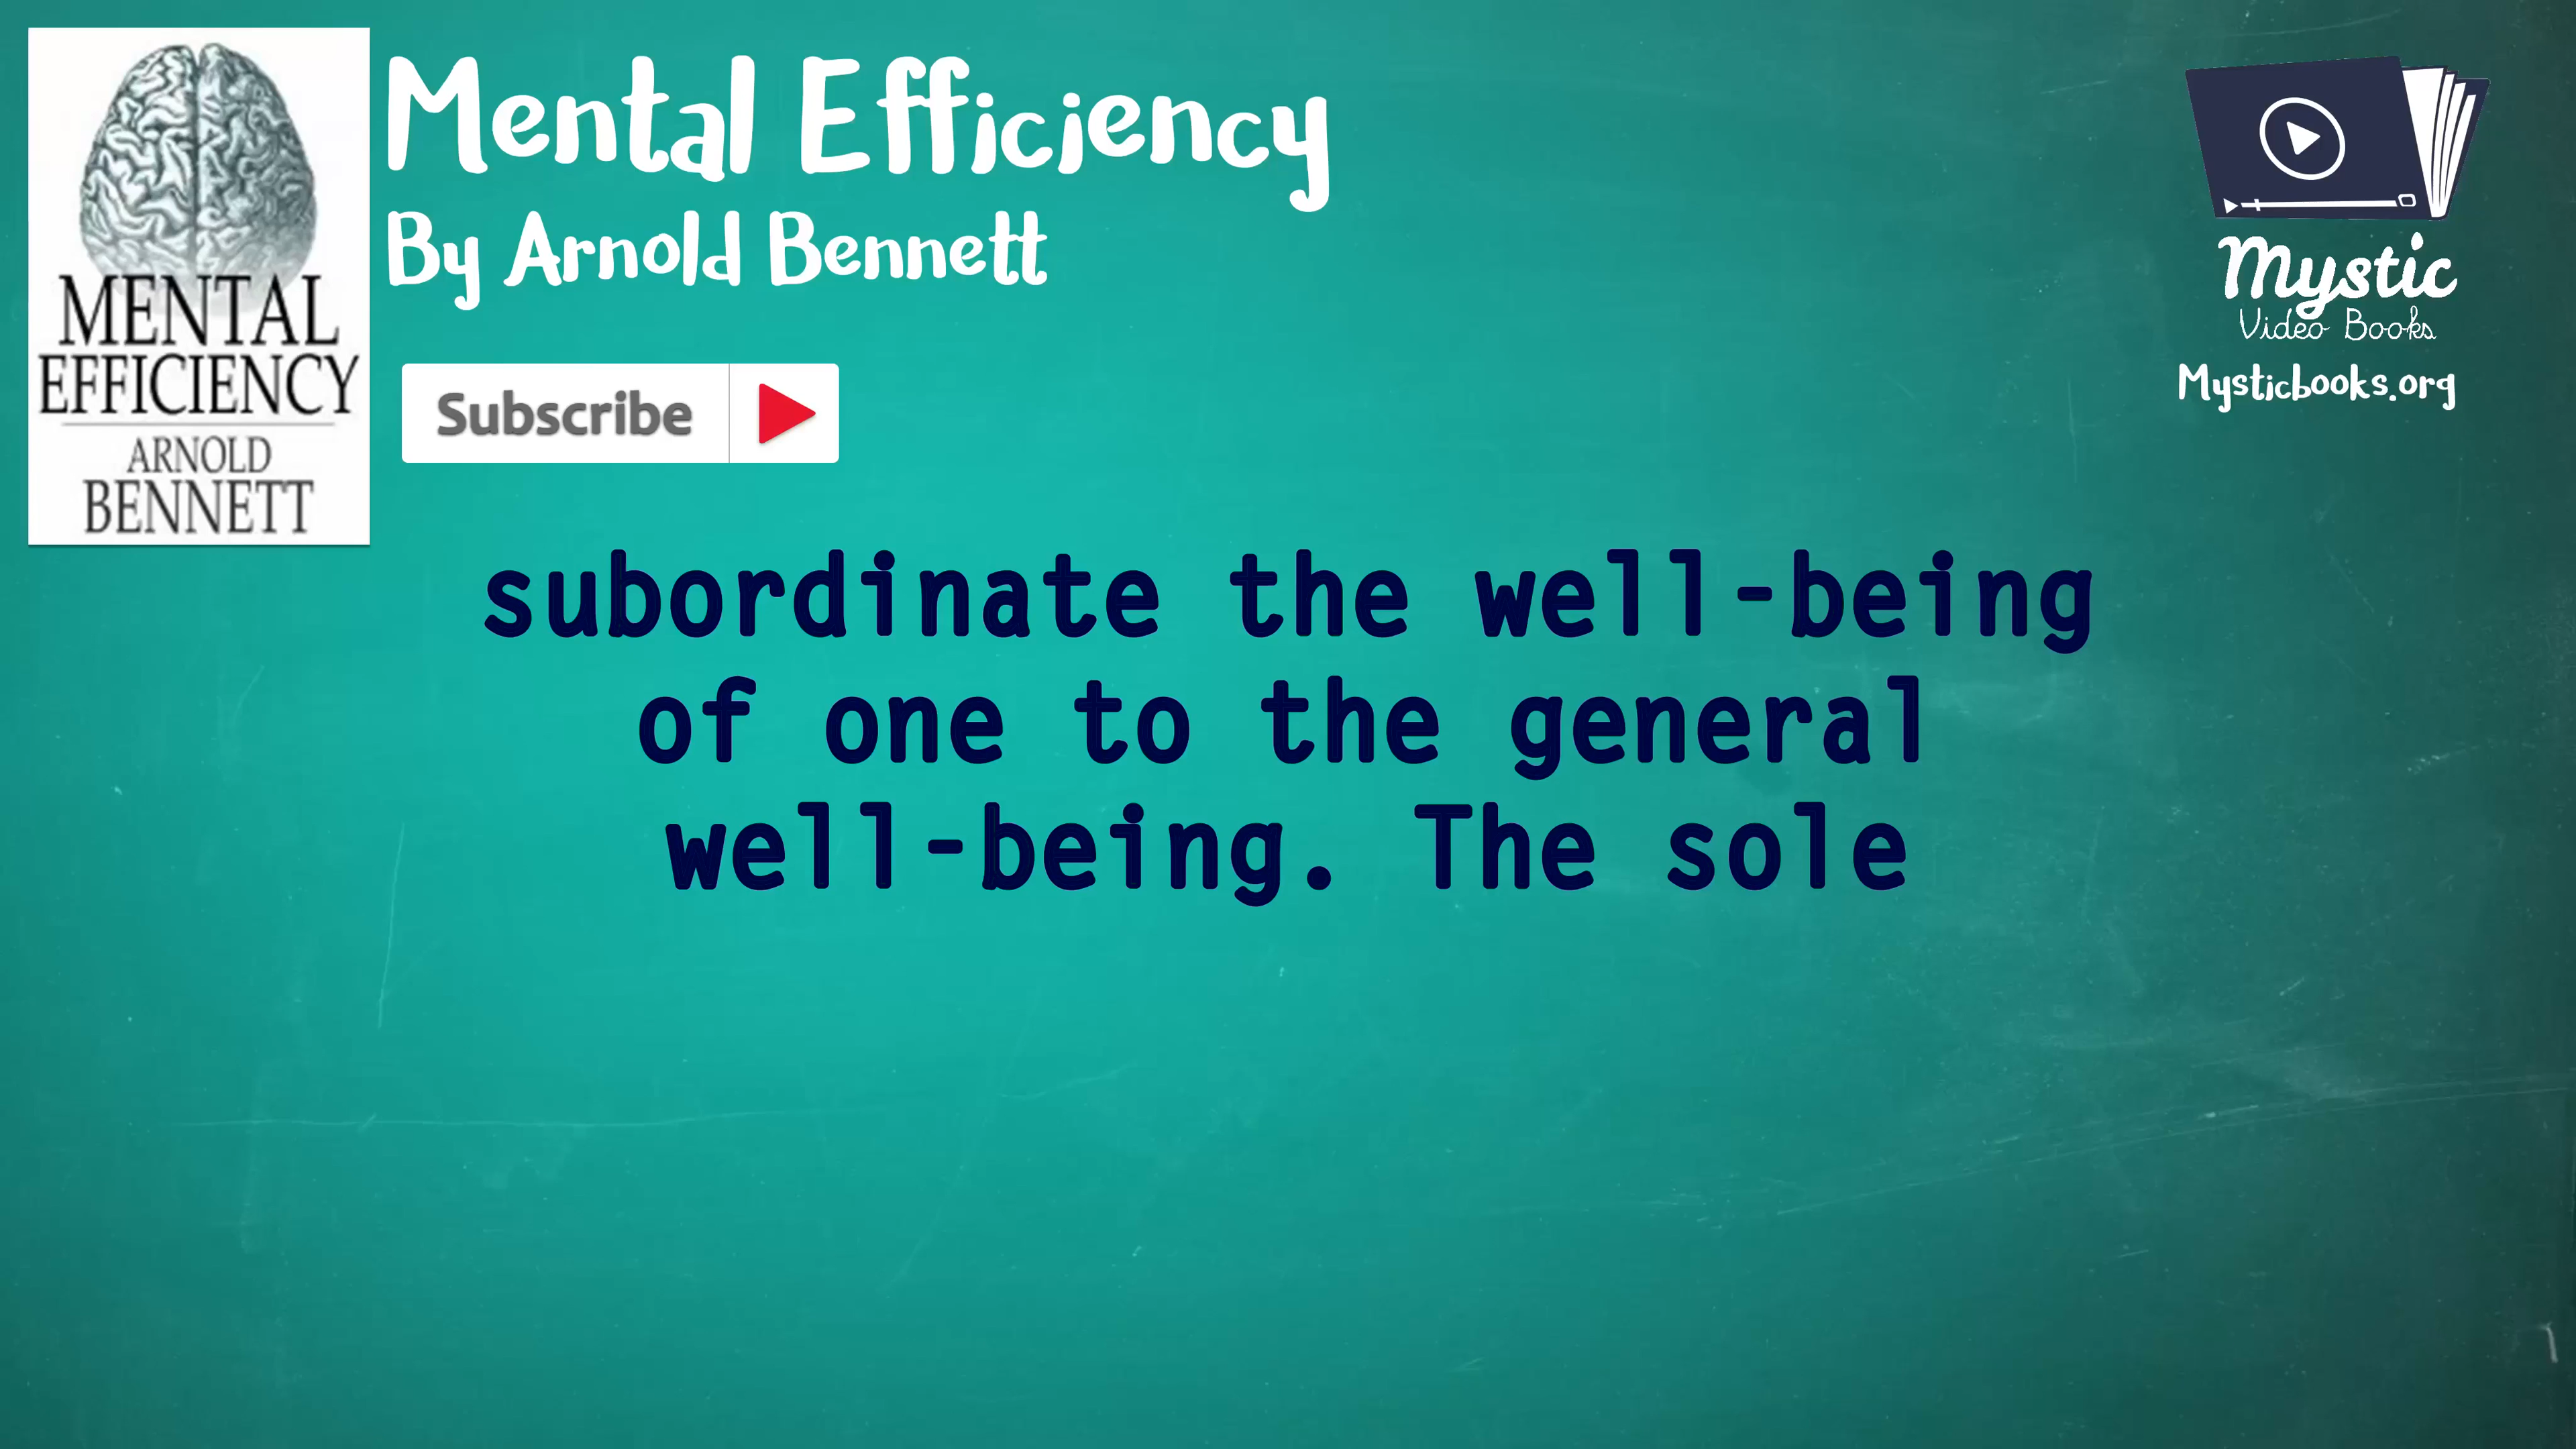 MENTAL
EFFICIENCY
ARNOLD
BENNETT
Mental Efficiency
By Arnold Bennett
Subscribe
Mystic
Video Books
Mysticbooks.org
subordinate the well-being
of one to the general
well-being. The sole